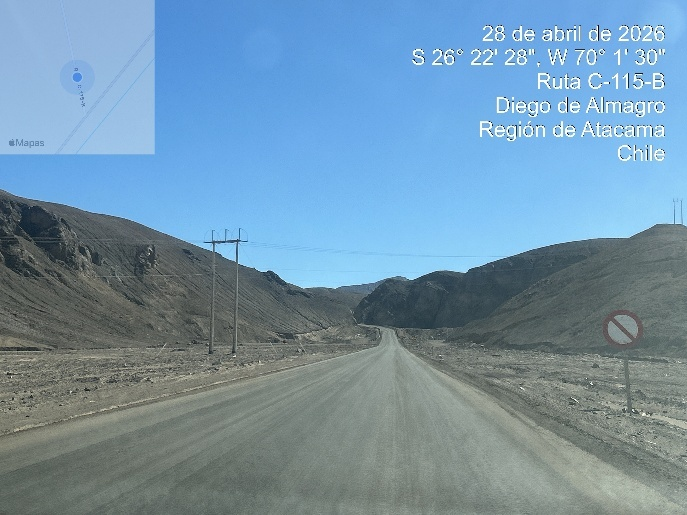 28 de abril de 2026
S 26° 22' 28", W 70° 1' 30"
Ruta C-115-B
Diego de Almagro
Región de Atacama
Chile
Mapas